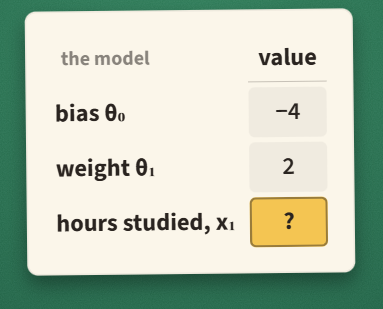 the model value
bias θ₀ −4
weight θ₁ 2
hours studied, x₁ ?